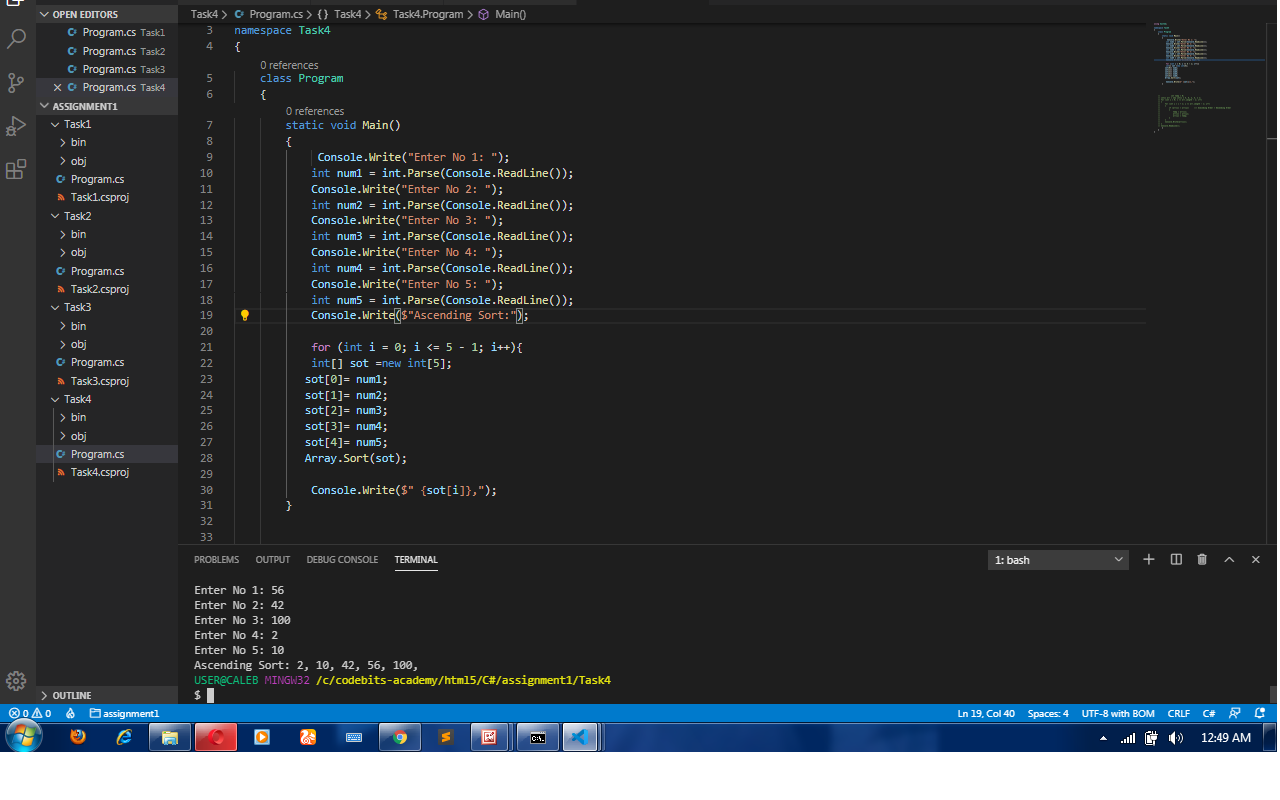 OPEN EDITORS
Program.cs Task1
Program.cs Task2
Program.cs Task3
Program.cs Task4
ASSIGNMENT1
Task1
bin
obj
Program.cs
Task1.csproj
Task2
bin
obj
Program.cs
Task2.csproj
Task3
bin
obj
Program.cs
Task3.csproj
Task4
bin
obj
Program.cs
Task4.csproj
OUTLINE
Task4 > Program.cs > {} Task4 > Task4.Program > Main()
3 namespace Task4
4 {
0 references
5 class Program
6 {
0 references
7 static void Main()
8 {
9 Console.Write("Enter No 1: ");
10 int num1 = int.Parse(Console.ReadLine());
11 Console.Write("Enter No 2: ");
12 int num2 = int.Parse(Console.ReadLine());
13 Console.Write("Enter No 3: ");
14 int num3 = int.Parse(Console.ReadLine());
15 Console.Write("Enter No 4: ");
16 int num4 = int.Parse(Console.ReadLine());
17 Console.Write("Enter No 5: ");
18 int num5 = int.Parse(Console.ReadLine());
19 Console.Write($"Ascending Sort:");
20
21 for (int i = 0; i <= 5 - 1; i++){
22 int[] sot =new int[5];
23 sot[0]= num1;
24 sot[1]= num2;
25 sot[2]= num3;
26 sot[3]= num4;
27 sot[4]= num5;
28 Array.Sort(sot);
29
30 Console.Write($" {sot[i]},");
31 }
32
33
PROBLEMS OUTPUT DEBUG CONSOLE TERMINAL 1: bash
Enter No 1: 56
Enter No 2: 42
Enter No 3: 100
Enter No 4: 2
Enter No 5: 10
Ascending Sort: 2, 10, 42, 56, 100,
USER@CALEB MINGW32 /c/codebits-academy/html5/C#/assignment1/Task4
$
0 0 assignment1 Ln 19, Col 40 Spaces: 4 UTF-8 with BOM CRLF C#
12:49 AM